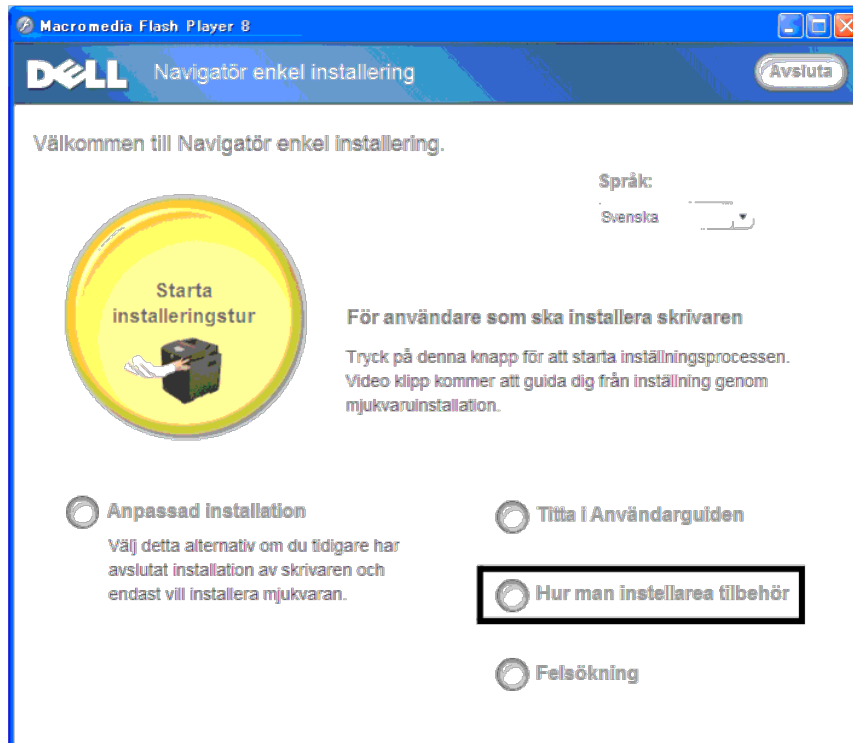 Macromedia Flash Player 8
DELL Navigatör enkel installering
Avsluta
Välkommen till Navigatör enkel installering.
Språk:
Svenska
Starta
installeringstur
För användare som ska installera skrivaren
Tryck på denna knapp för att starta inställningsprocessen.
Video klipp kommer att guida dig från inställning genom
mjukvaruinstallation.
Anpassad installation
Välj detta alternativ om du tidigare har
avslutat installation av skrivaren och
endast vill installera mjukvaran.
Titta i Användarguiden
Hur man instellarea tilbehör
Felsökning